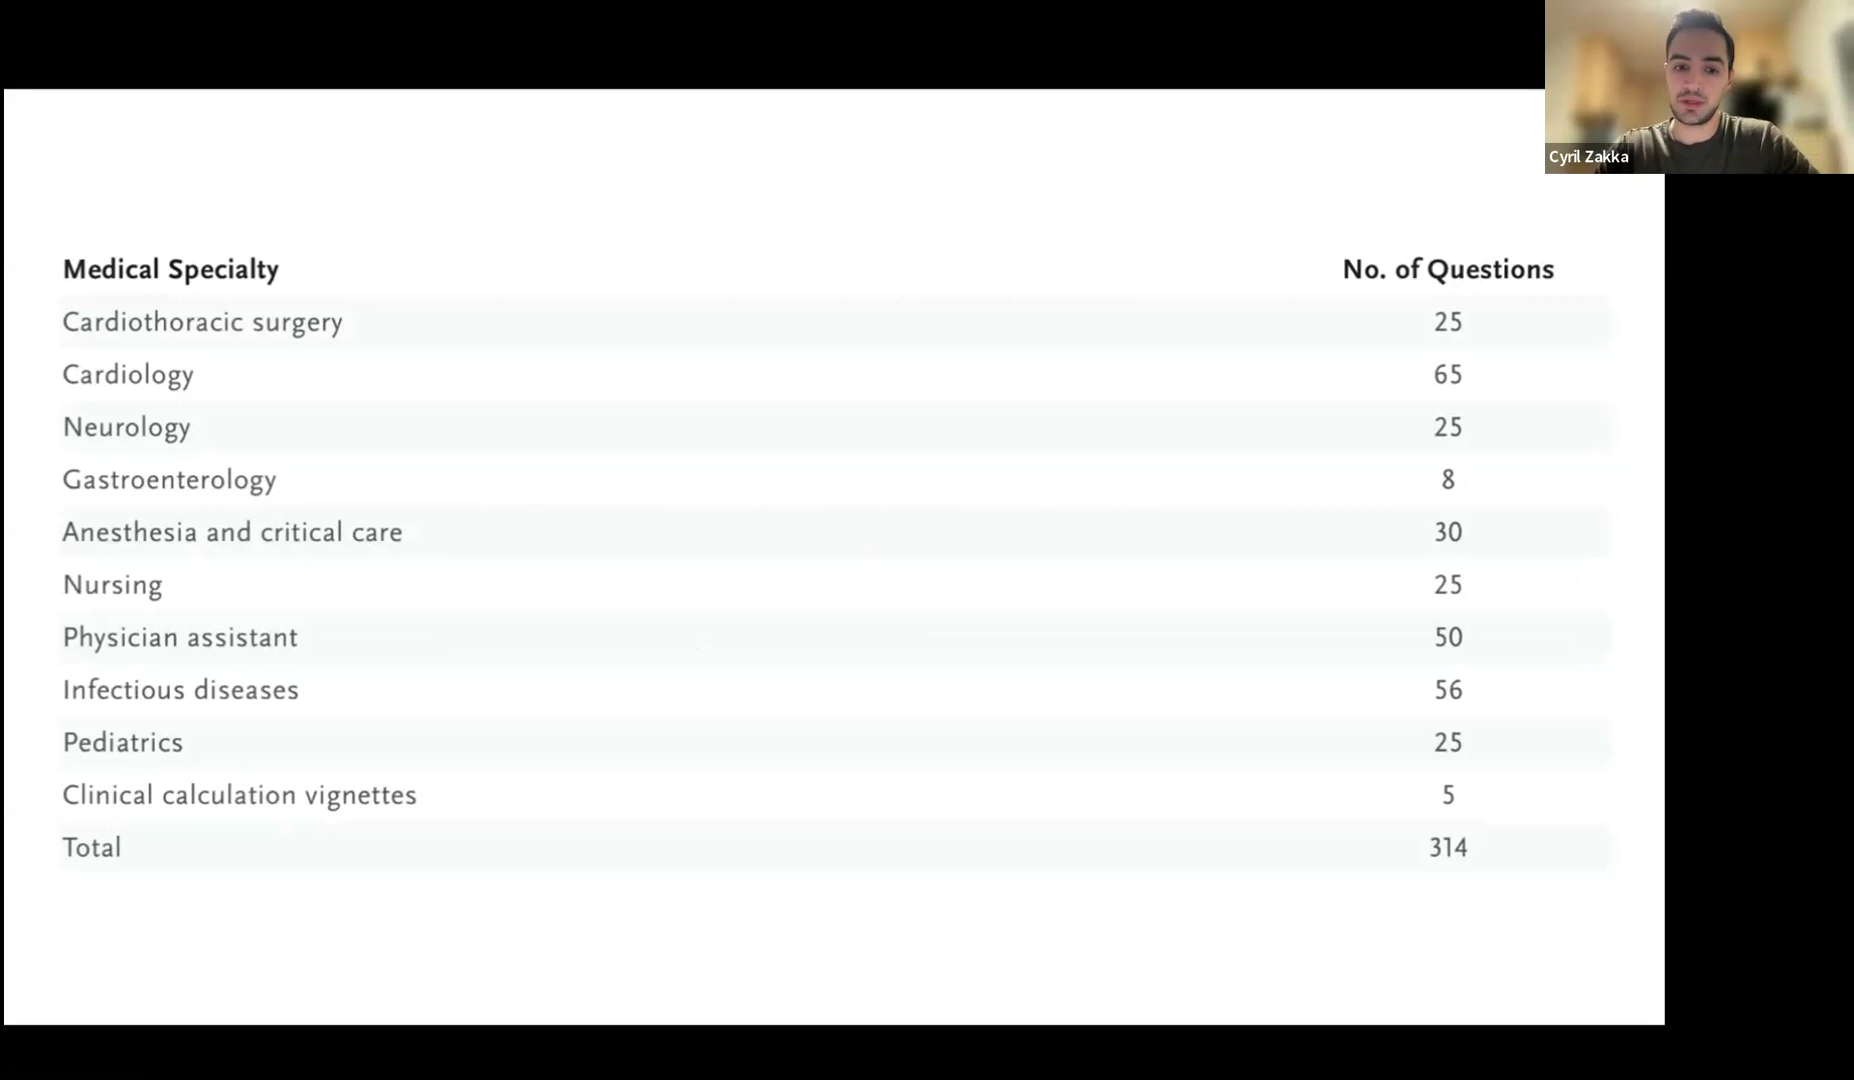 Cyril Zakka
Medical Specialty No. of Questions
Cardiothoracic surgery 25
Cardiology 65
Neurology 25
Gastroenterology 8
Anesthesia and critical care 30
Nursing 25
Physician assistant 50
Infectious diseases 56
Pediatrics 25
Clinical calculation vignettes 5
Total 314